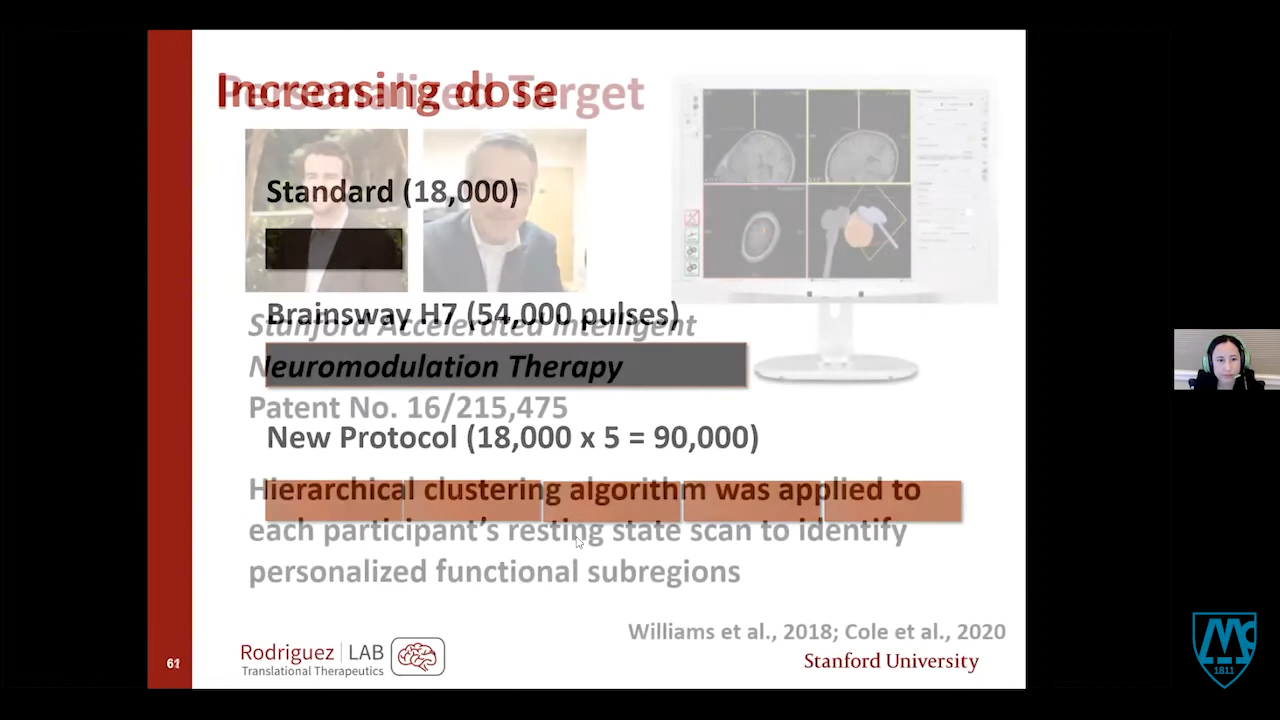 Increasing dose
Personalized Target
Standard (18,000)
Brainsway H7 (54,000 pulses)
Stanford Accelerated Intelligent
Neuromodulation Therapy
Patent No. 16/215,475
New Protocol (18,000 x 5 = 90,000)
Hierarchical clustering algorithm was applied to
each participant's resting state scan to identify
personalized functional subregions
Williams et al., 2018; Cole et al., 2020
Rodriguez LAB
Translational Therapeutics
Stanford University
1811